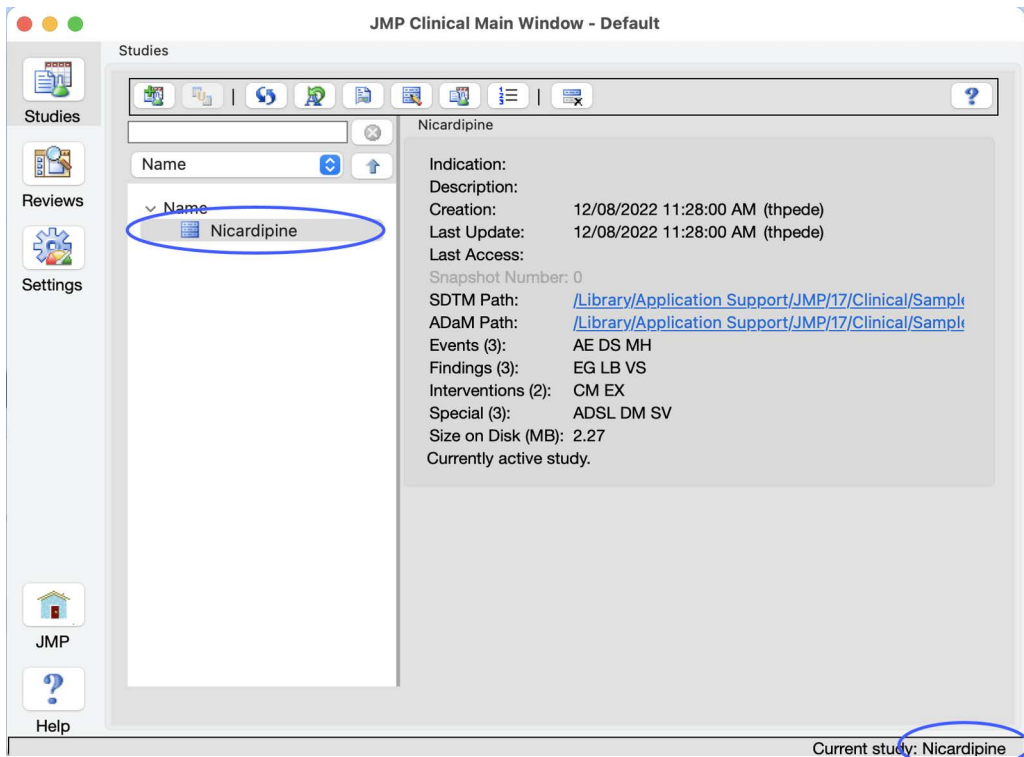 JMP Clinical Main Window - Default
Studies
Studies
Reviews
Settings
JMP
Help
Name
Name
Nicardipine
Nicardipine
Indication:
Description:
Creation: 12/08/2022 11:28:00 AM (thpede)
Last Update: 12/08/2022 11:28:00 AM (thpede)
Last Access:
Snapshot Number: 0
SDTM Path: /Library/Application Support/JMP/17/Clinical/Sample
ADaM Path: /Library/Application Support/JMP/17/Clinical/Sample
Events (3): AE DS MH
Findings (3): EG LB VS
Interventions (2): CM EX
Special (3): ADSL DM SV
Size on Disk (MB): 2.27
Currently active study.
Current study: Nicardipine